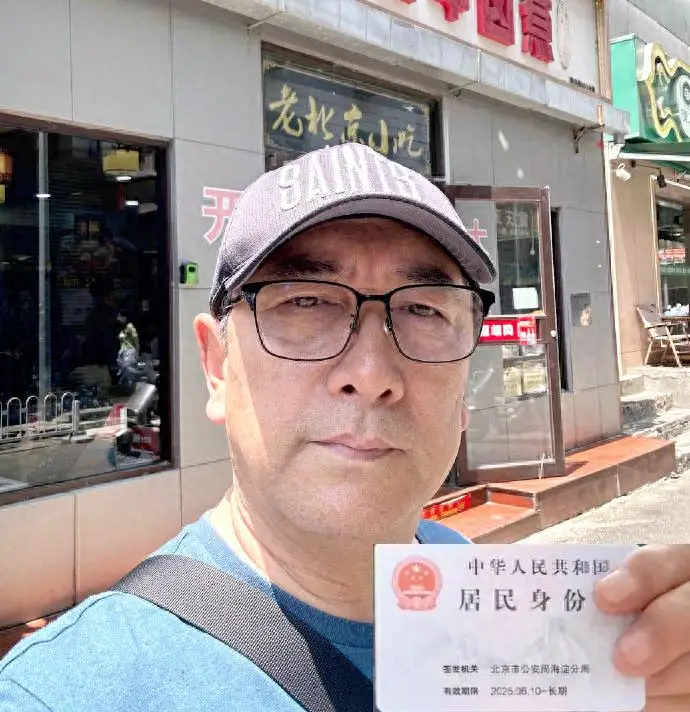 老北京小吃
开
SAINTS
中华人民共和国
居民身份
签发机关 北京市公安局海淀分局
有效期限 2025.06.10-长期